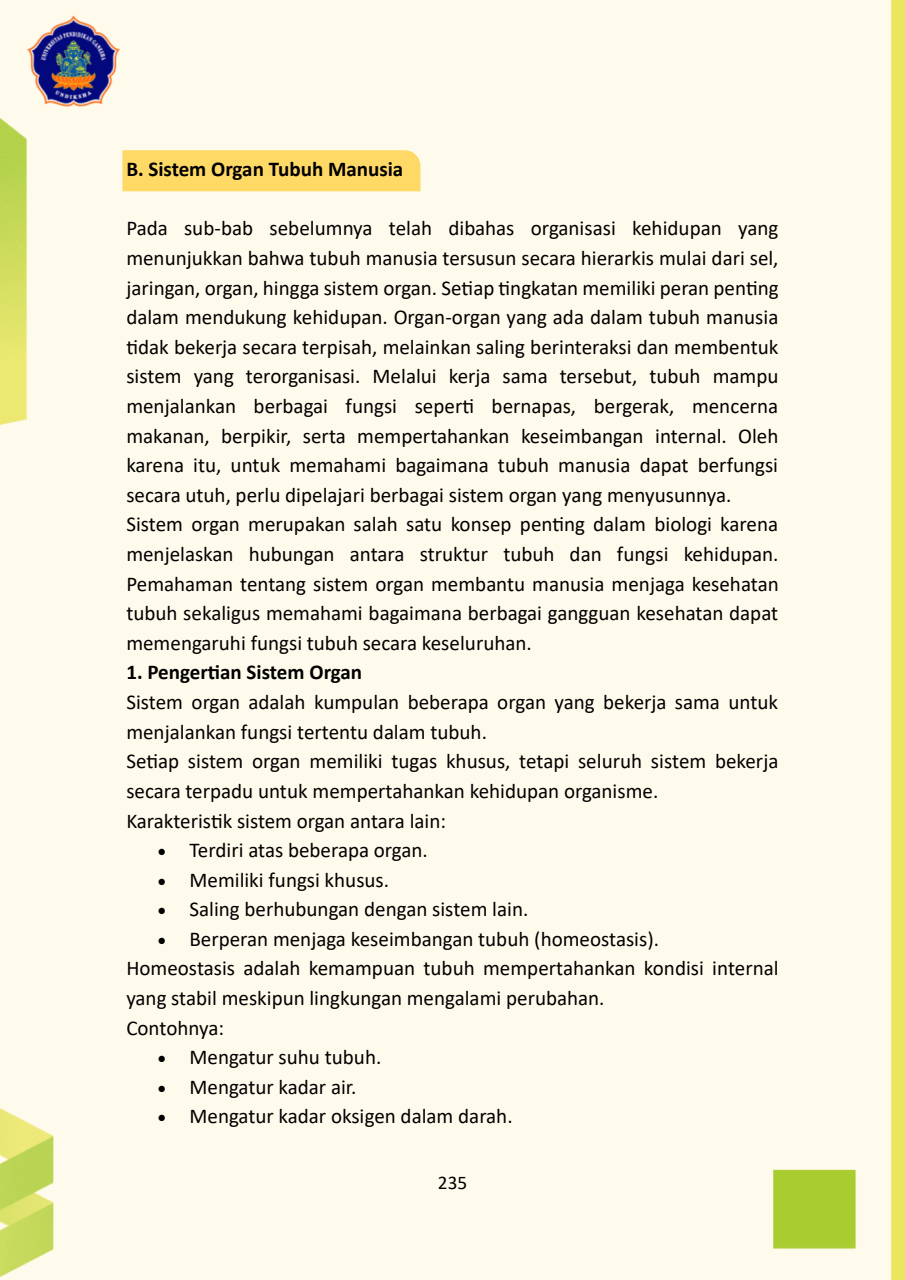 UNIVERSITAS PENDIDIKAN GANESHA
UNDIKSHA
B. Sistem Organ Tubuh Manusia
Pada sub-bab sebelumnya telah dibahas organisasi kehidupan yang
menunjukkan bahwa tubuh manusia tersusun secara hierarkis mulai dari sel,
jaringan, organ, hingga sistem organ. Setiap tingkatan memiliki peran penting
dalam mendukung kehidupan. Organ-organ yang ada dalam tubuh manusia
tidak bekerja secara terpisah, melainkan saling berinteraksi dan membentuk
sistem yang terorganisasi. Melalui kerja sama tersebut, tubuh mampu
menjalankan berbagai fungsi seperti bernapas, bergerak, mencerna
makanan, berpikir, serta mempertahankan keseimbangan internal. Oleh
karena itu, untuk memahami bagaimana tubuh manusia dapat berfungsi
secara utuh, perlu dipelajari berbagai sistem organ yang menyusunnya.
Sistem organ merupakan salah satu konsep penting dalam biologi karena
menjelaskan hubungan antara struktur tubuh dan fungsi kehidupan.
Pemahaman tentang sistem organ membantu manusia menjaga kesehatan
tubuh sekaligus memahami bagaimana berbagai gangguan kesehatan dapat
memengaruhi fungsi tubuh secara keseluruhan.
1. Pengertian Sistem Organ
Sistem organ adalah kumpulan beberapa organ yang bekerja sama untuk
menjalankan fungsi tertentu dalam tubuh.
Setiap sistem organ memiliki tugas khusus, tetapi seluruh sistem bekerja
secara terpadu untuk mempertahankan kehidupan organisme.
Karakteristik sistem organ antara lain:
• Terdiri atas beberapa organ.
• Memiliki fungsi khusus.
• Saling berhubungan dengan sistem lain.
• Berperan menjaga keseimbangan tubuh (homeostasis).
Homeostasis adalah kemampuan tubuh mempertahankan kondisi internal
yang stabil meskipun lingkungan mengalami perubahan.
Contohnya:
• Mengatur suhu tubuh.
• Mengatur kadar air.
• Mengatur kadar oksigen dalam darah.
235